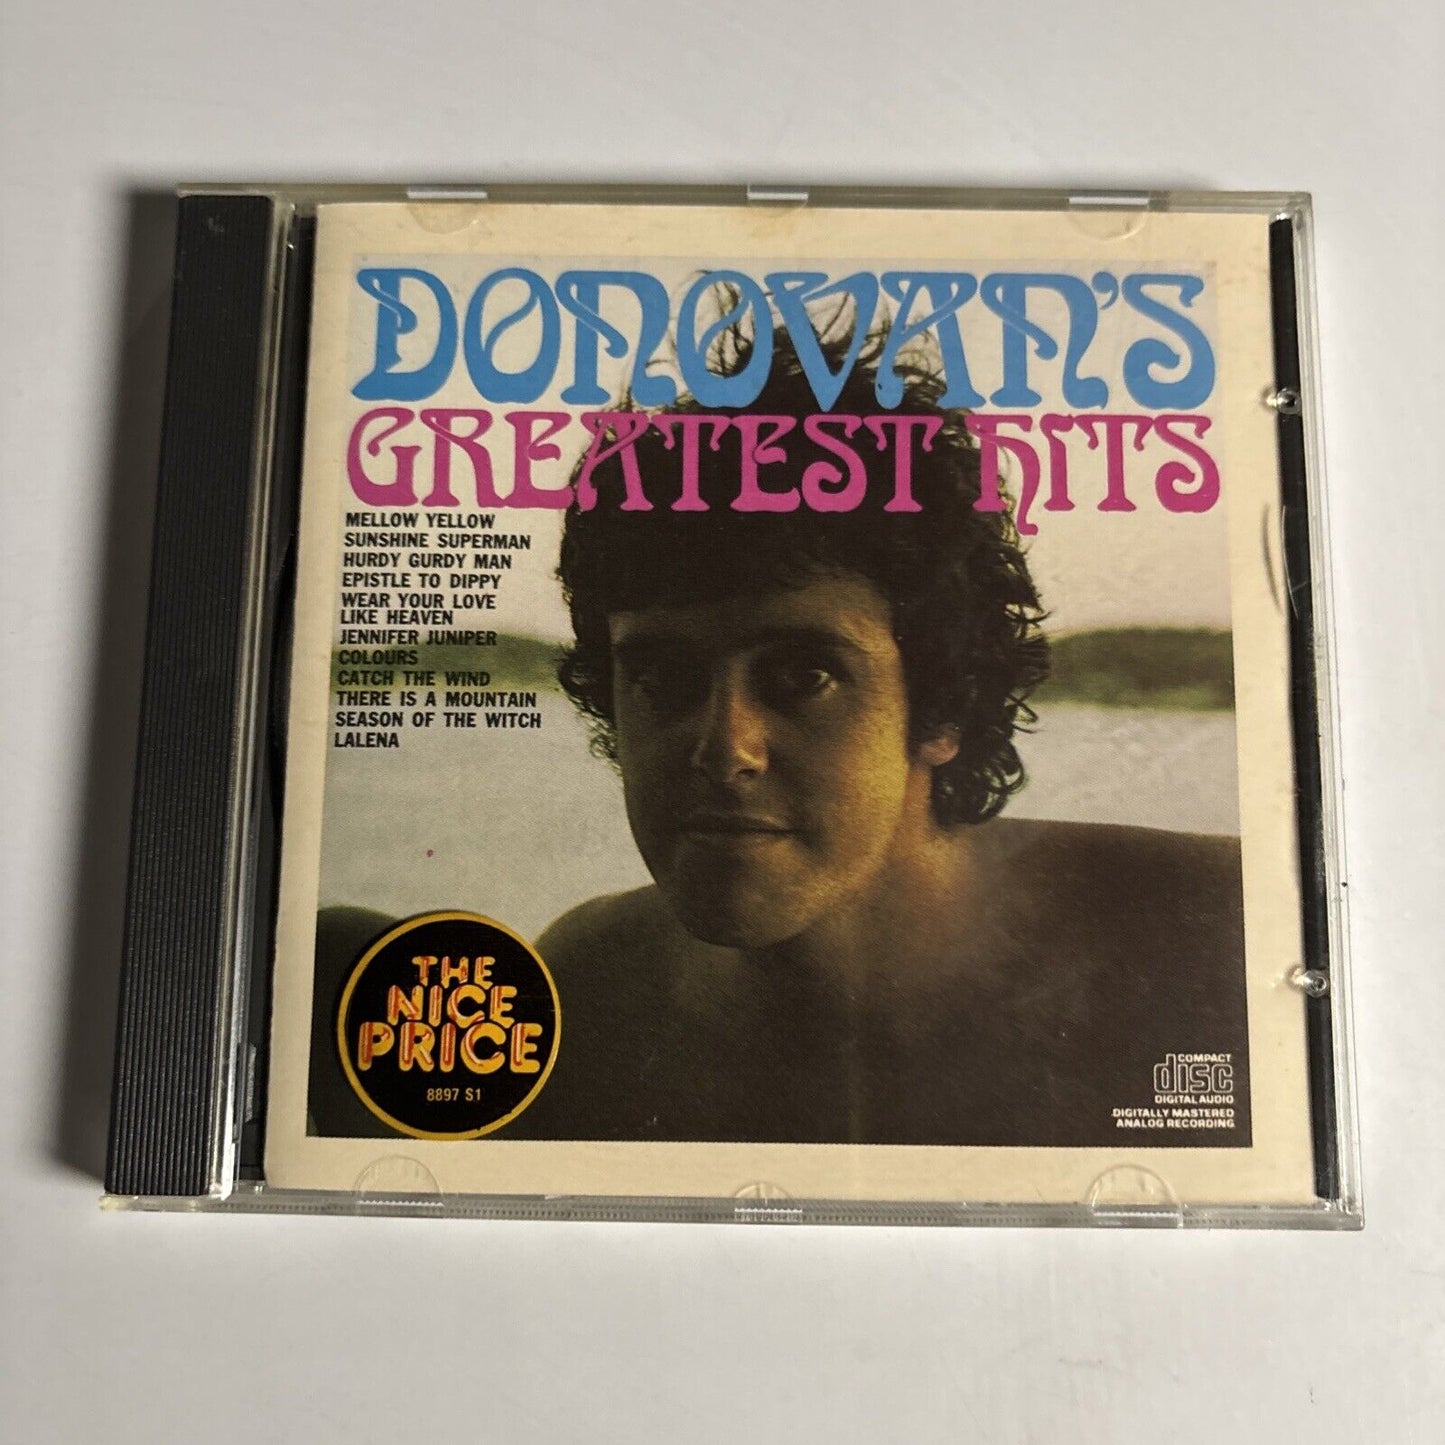 DONOVAN'S
GREATEST HITS
MELLOW YELLOW
SUNSHINE SUPERMAN
HURDY GURDY MAN
EPISTLE TO DIPPY
WEAR YOUR LOVE
LIKE HEAVEN
JENNIFER JUNIPER
COLOURS
CATCH THE WIND
THERE IS A MOUNTAIN
SEASON OF THE WITCH
LALENA
THE
NICE
PRICE
8897 S1
COMPACT
disc
DIGITAL AUDIO
DIGITALLY MASTERED
ANALOG RECORDING